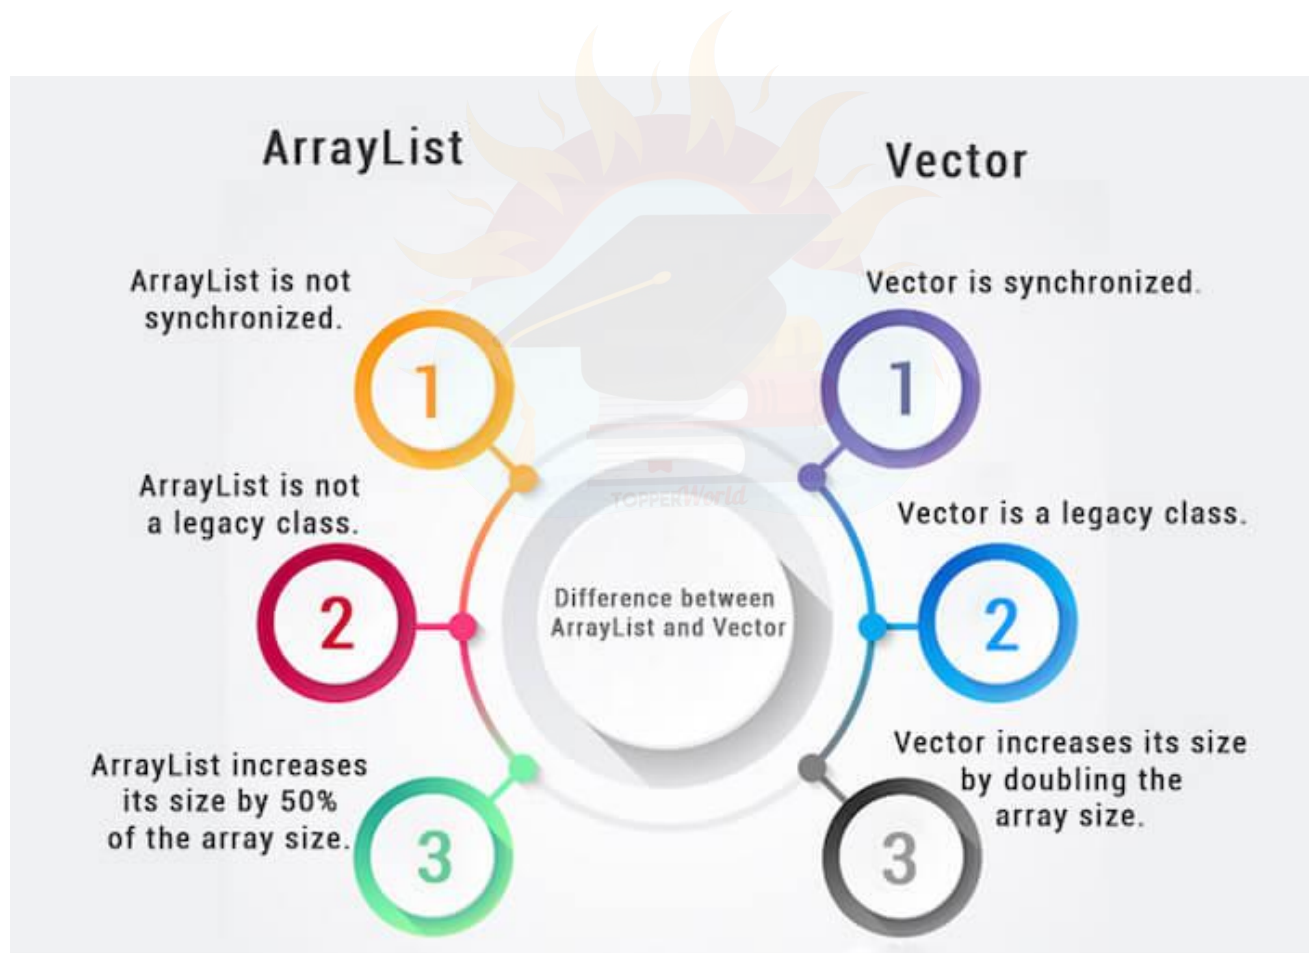 ArrayList
Vector
ArrayList is not
synchronized.
1
Vector is synchronized.
1
ArrayList is not
a legacy class.
2
Vector is a legacy class.
2
TOPPERWorld
Difference between
ArrayList and Vector
ArrayList increases
its size by 50%
of the array size.
3
Vector increases its size
by doubling the
array size.
3